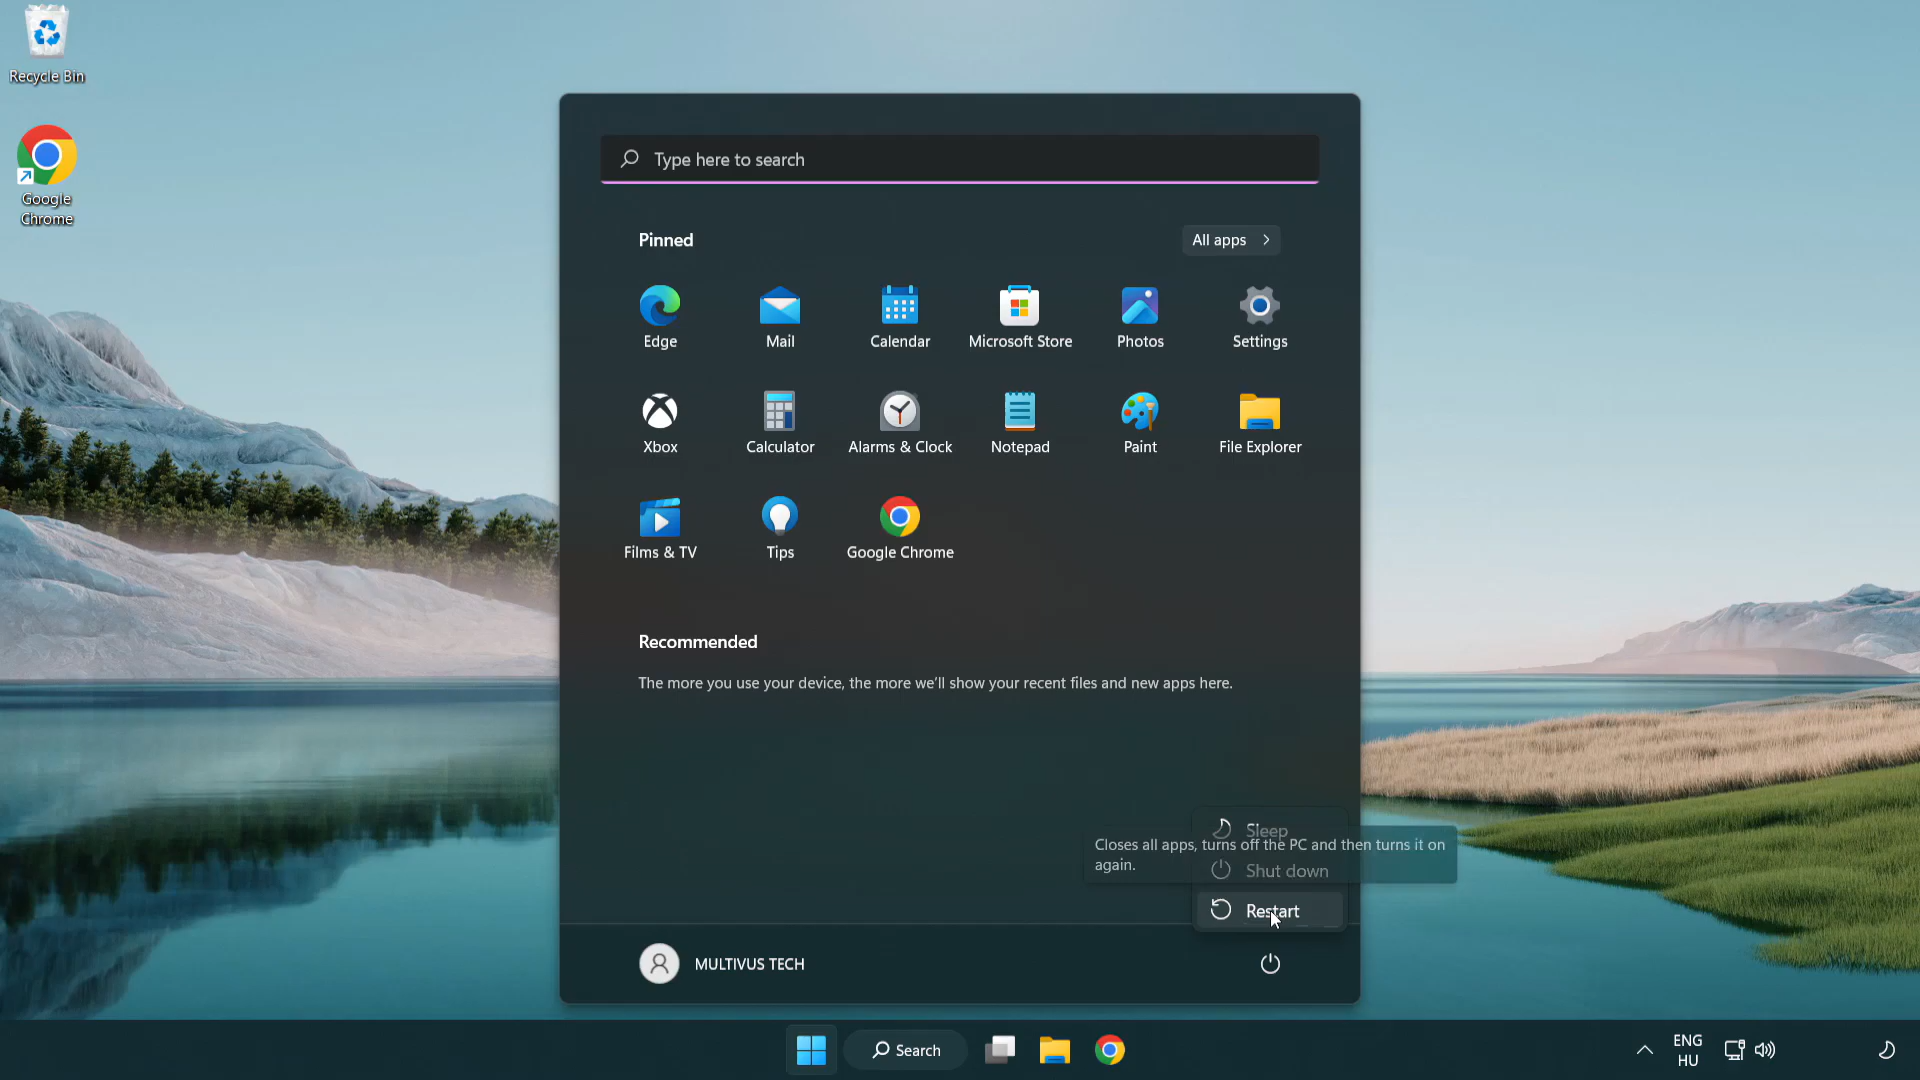 Recycle Bin
Google
Chrome
Type here to search
Pinned
All apps
Edge
Mail
Calendar
Microsoft Store
Photos
Settings
Xbox
Calculator
Alarms & Clock
Notepad
Paint
File Explorer
Films & TV
Tips
Google Chrome
Recommended
The more you use your device, the more we'll show your recent files and new apps here.
Sleep
Closes all apps, turns off the PC and then turns it on
again.
Shut down
Restart
MULTIVUS TECH
Search
ENG
HU